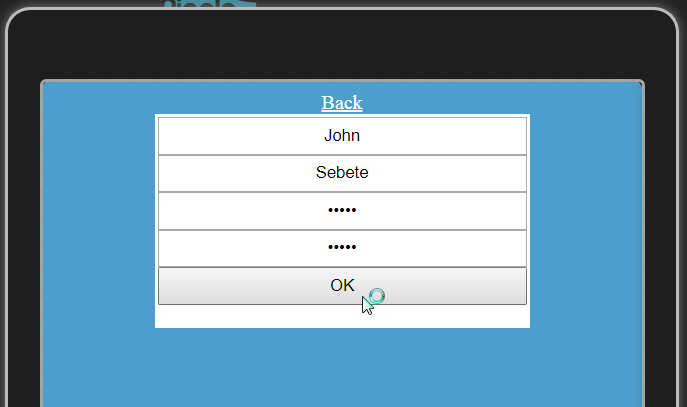 Back
John
Sebete
•••••
•••••
OK